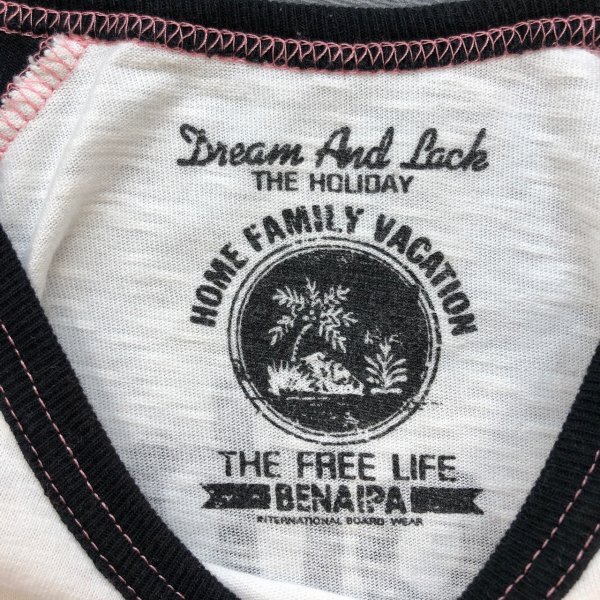 Dream And Lack
THE HOLIDAY
HOME FAMILY VACATION
THE FREE LIFE
BENAIPA
INTERNATIONAL BOARD WEAR